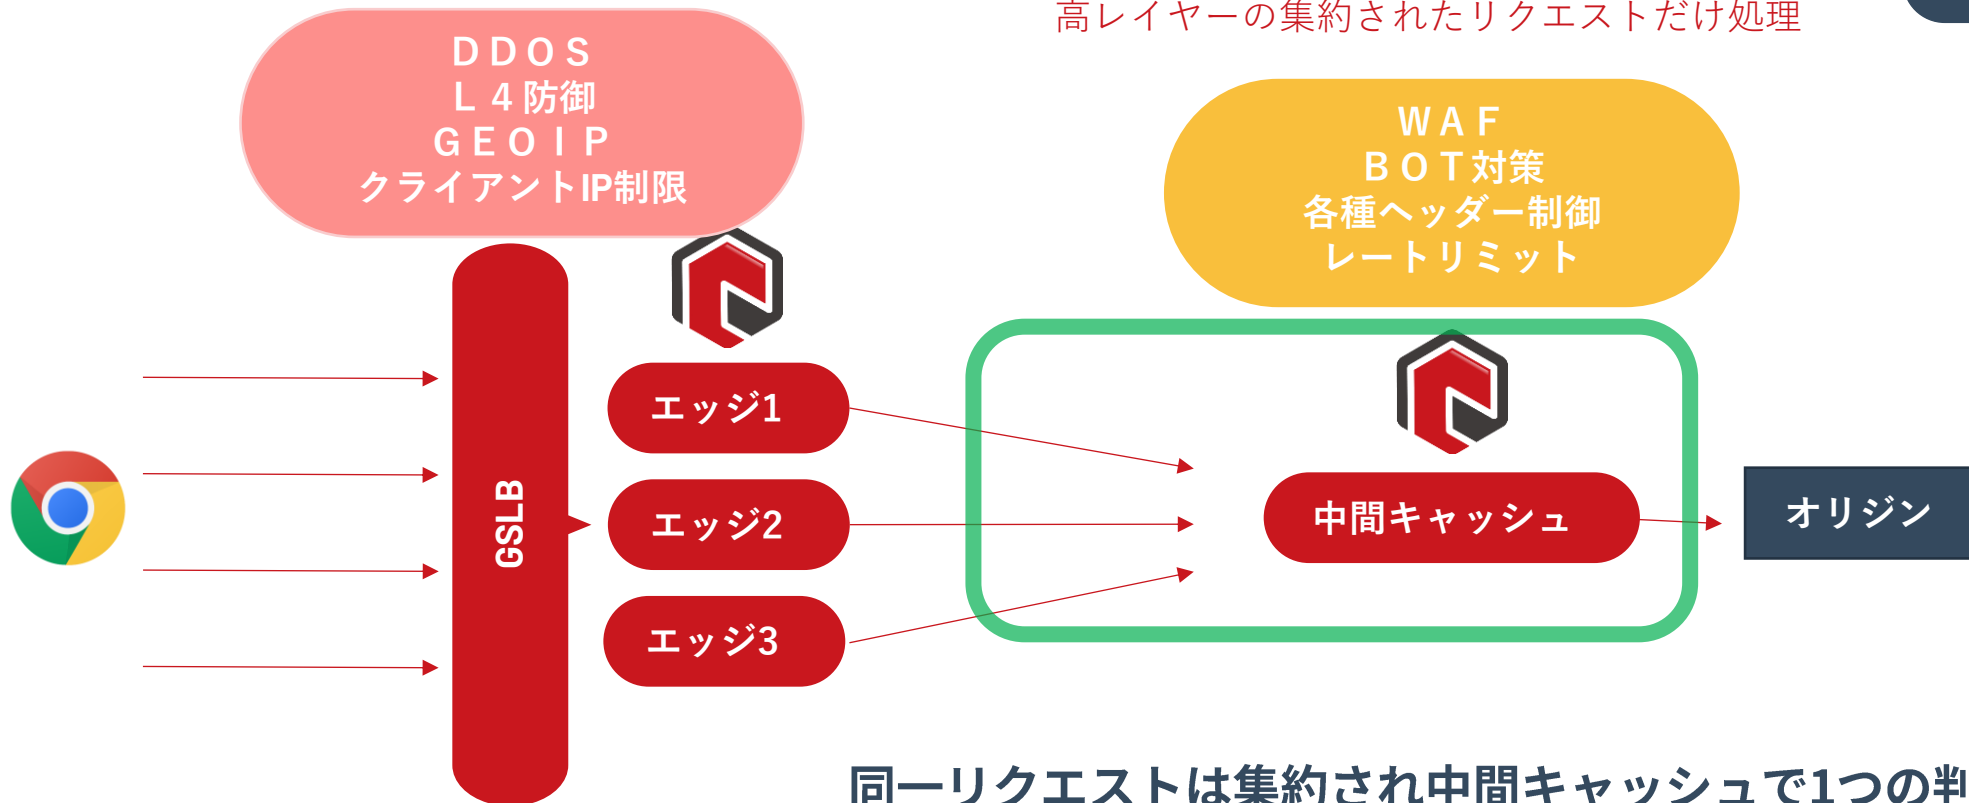 高レイヤーの集約されたリクエストだけ処理
ＤＤＯＳ
Ｌ４防御
ＧＥＯＩＰ
クライアントIP制限
ＷＡＦ
ＢＯＴ対策
各種ヘッダー制御
レートリミット
GSLB
エッジ1
エッジ2
エッジ3
中間キャッシュ
オリジン
同一リクエストは集約され中間キャッシュで1つの判